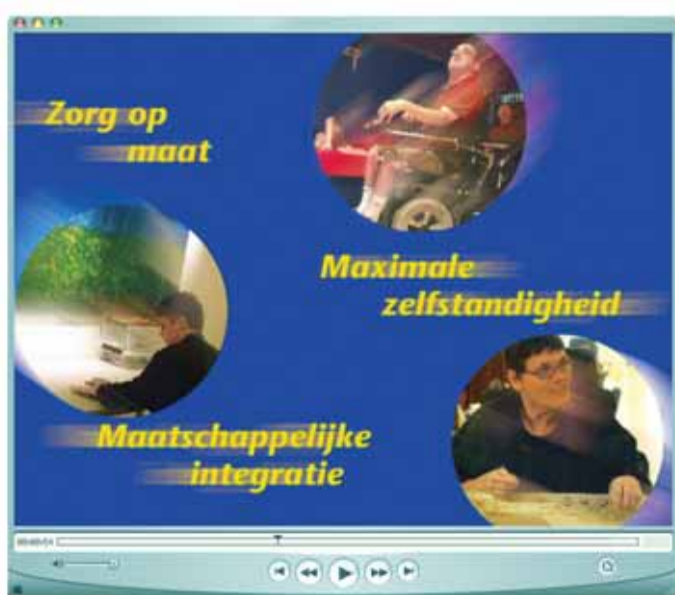 Zorg op
maat
Maximale
zelfstandigheid
Maatschappelijke
integratie